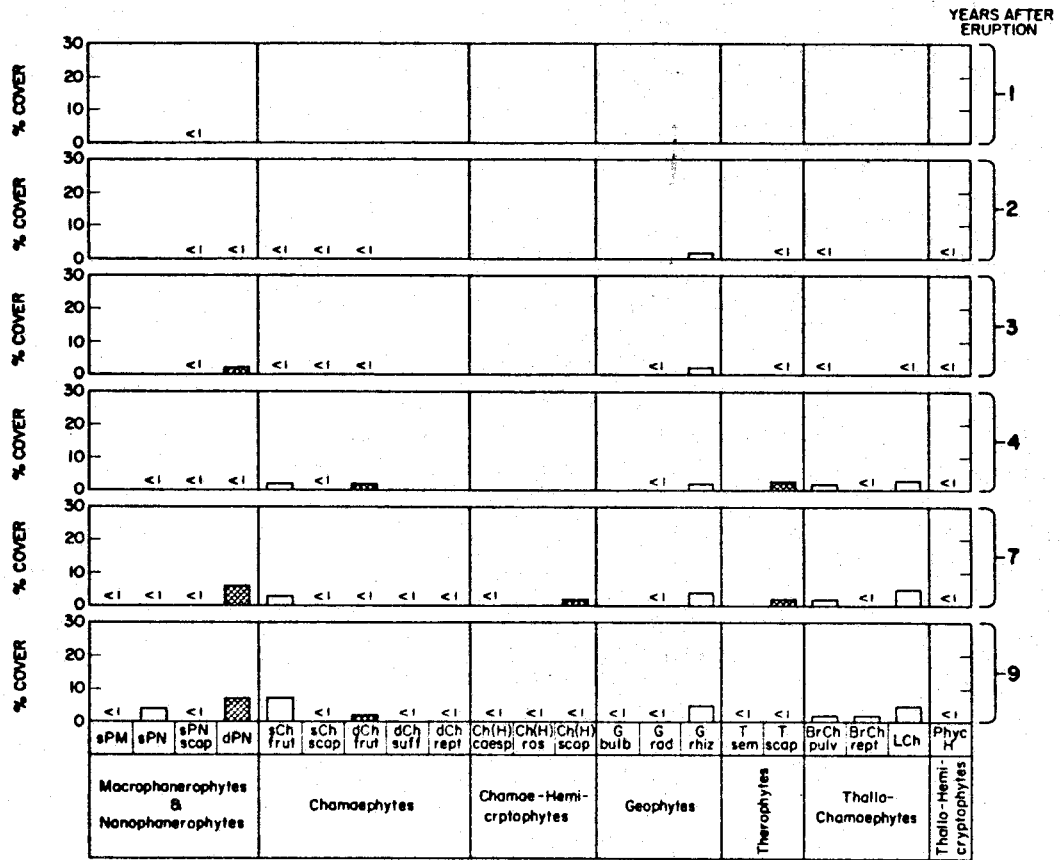 YEARS AFTER
ERUPTION
% COVER
30
20
10
0
<1
1
% COVER
30
20
10
0
<1 <1 <1 <1 <1 <1 <1 <1
2
% COVER
30
20
10
0
<1 <1 <1 <1 <1 <1 <1 <1 <1
3
% COVER
30
20
10
0
<1 <1 <1 <1 <1 <1 <1
4
% COVER
30
20
10
0
<1 <1 <1 <1 <1 <1 <1 <1 <1 <1 <1
7
% COVER
30
20
10
0
<1 <1 <1 <1 <1 <1 <1 <1 <1 <1 <1 <1 <1
9
sPM sPN sPN scap dPN sCh frut sCh scap dCh frut dCh suff dCh rept Ch(H) caesp Ch(H) ros Ch(H) scap G bulb G rad G rhiz T sem T scap BrCh pulv BrCh rept LCh Phyc H
Macrophanerophytes
&
Nanophanerophytes
Chamaephytes
Chamae-Hemi-
crptophytes
Geophytes
Therophytes
Thallo-
Chamaephytes
Thallo-Hemi-
cryptophytes